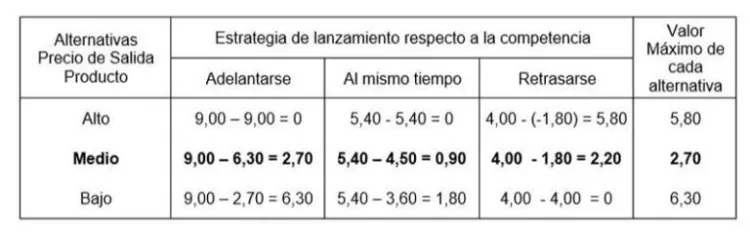 Alternativas Precio de Salida Producto
Estrategia de lanzamiento respecto a la competencia
Valor Máximo de cada alternativa
Adelantarse Al mismo tiempo Retrasarse
Alto 9,00 – 9,00 = 0 5,40 - 5,40 = 0 4,00 - (-1,80) = 5,80 5,80
Medio 9,00 – 6,30 = 2,70 5,40 – 4,50 = 0,90 4,00 - 1,80 = 2,20 2,70
Bajo 9,00 – 2,70 = 6,30 5,40 – 3,60 = 1,80 4,00 - 4,00 = 0 6,30